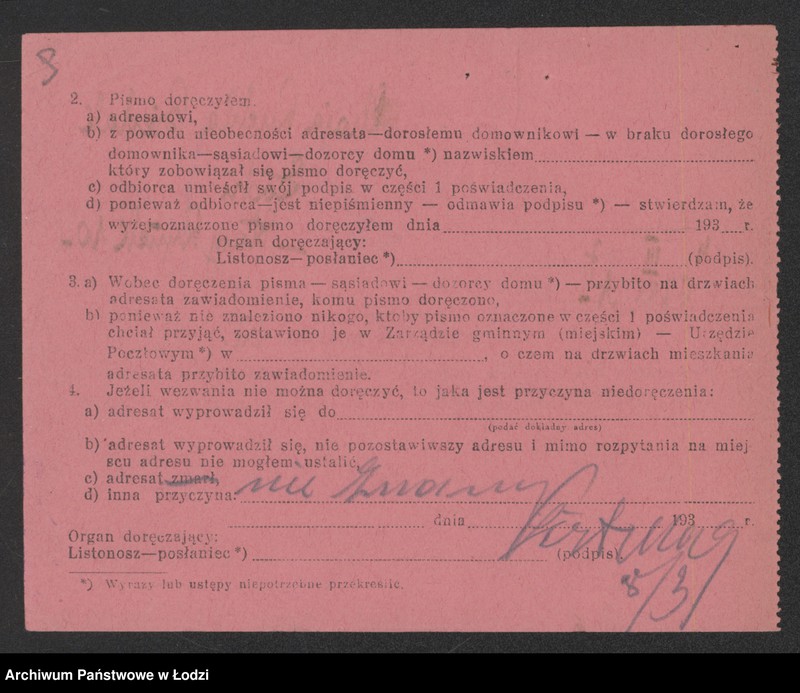 3
2. Pismo doręczyłem.
a) adresatowi,
b) z powodu nieobecności adresata—dorosłemu domownikowi — w braku dorosłego
domownika—sąsiadowi—dozorcy domu *) nazwiskiem
który zobowiązał się pismo doręczyć,
c) odbiorca umieścił swój podpis w części 1 poświadczenia,
d) ponieważ odbiorca—jest niepiśmienny — odmawia podpisu *) — stwierdzam, że
wyżej oznaczone pismo doręczyłem dnia 193 r.
Organ doręczający:
Listonosz—posłaniec *) (podpis).
3. a) Wobec doręczenia pisma — sąsiadowi — dozorcy domu *) — przybito na drzwiach
adresata zawiadomienie, komu pismo doręczono,
b) ponieważ nie znaleziono nikogo, ktoby pismo oznaczone w części 1 poświadczenia
chciał przyjąć, zostawiono je w Zarządzie gminnym (miejskim) — Urzędzie
Pocztowym *) w , o czem na drzwiach mieszkania
adresata przybito zawiadomienie.
4. Jeżeli wezwania nie można doręczyć, to jaka jest przyczyna niedoręczenia:
a) adresat wyprowadził się do
(podać dokładny adres)
b) adresat wyprowadził się, nie pozostawiwszy adresu i mimo rozpytania na miej-
scu adresu nie mogłem ustalić,
c) adresat zmarł,
d) inna przyczyna: nie znany
dnia 193 r.
Organ doręczający:
Listonosz—posłaniec *) (podpis).
8/3
*) Wyrazy lub ustępy niepotrzebne przekreślić.
Archiwum Państwowe w Łodzi